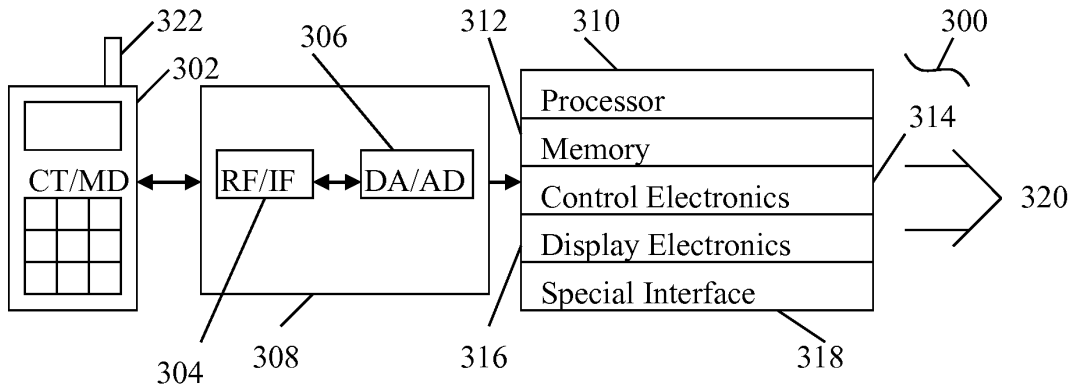 322
302
306
312
310
300
Processor
314
Memory
CT/MD
RF/IF
DA/AD
Control Electronics
320
Display Electronics
Special Interface
304
308
316
318